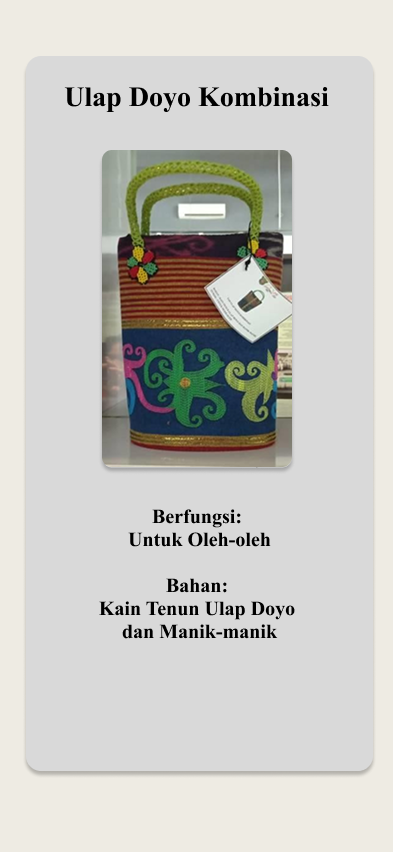 Ulap Doyo Kombinasi
Berfungsi:
Untuk Oleh-oleh
Bahan:
Kain Tenun Ulap Doyo
dan Manik-manik